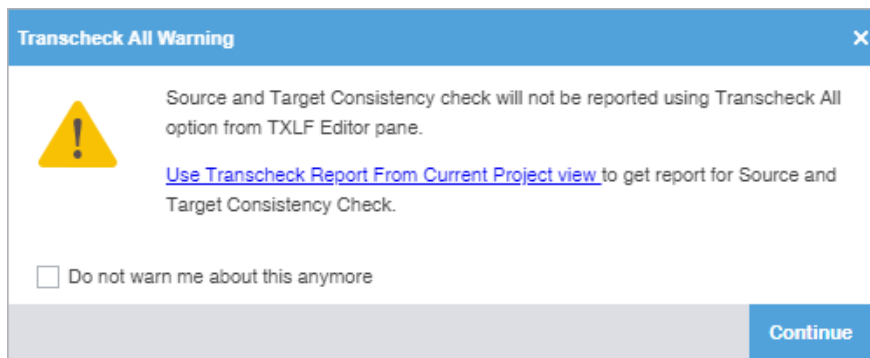 Transcheck All Warning
Source and Target Consistency check will not be reported using Transcheck All
option from TXLF Editor pane.
Use Transcheck Report From Current Project view to get report for Source and
Target Consistency Check.
Do not warn me about this anymore
Continue